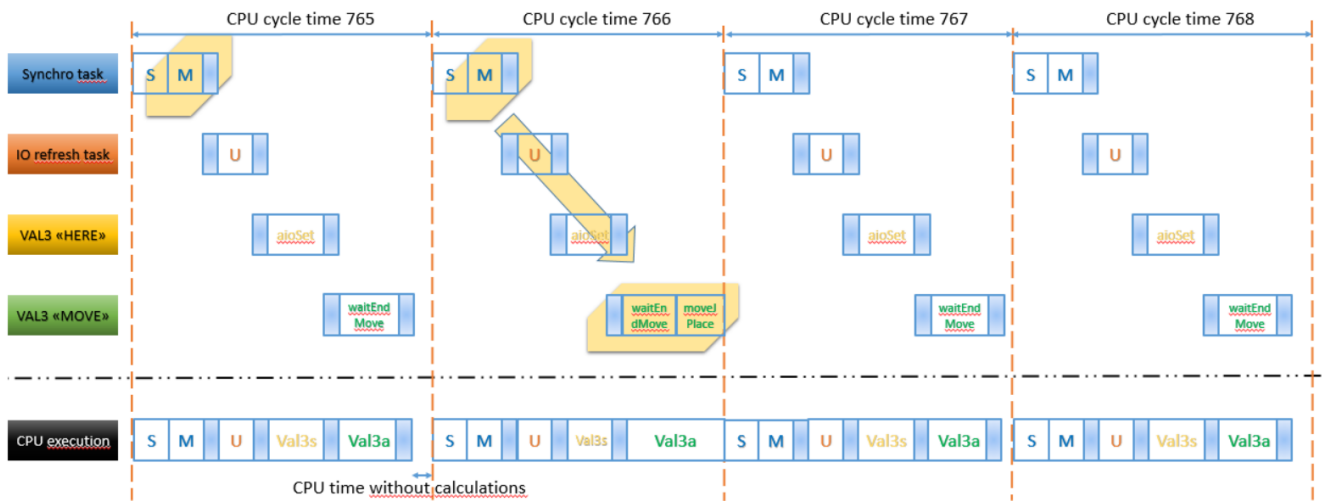 CPU cycle time 765 CPU cycle time 766 CPU cycle time 767 CPU cycle time 768
Synchro task S M S M S M S M
IO refresh task U U U U
VAL3 «HERE» aioSet aioSet aioSet aioSet
VAL3 «MOVE» waitEnd waitEn moveJ waitEnd waitEnd
Move dMove Place Move Move
CPU execution S M U Val3s Val3a S M U Val3s Val3a S M U Val3s Val3a S M U Val3s Val3a
CPU time without calculations